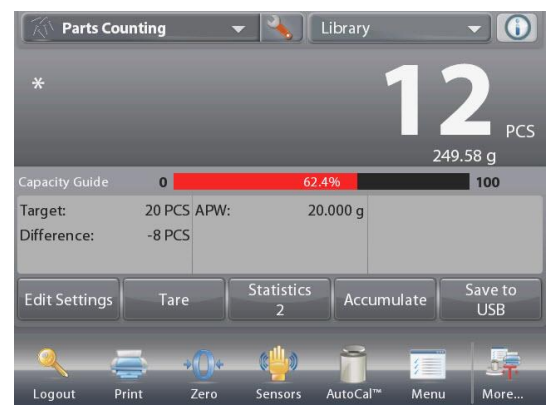 Parts Counting
Library
*
12
PCS
249.58 g
Capacity Guide 0 62.4% 100
Target: 20 PCS APW: 20.000 g
Difference: -8 PCS
Edit Settings
Tare
Statistics
2
Accumulate
Save to
USB
Logout Print Zero Sensors AutoCal™ Menu More...